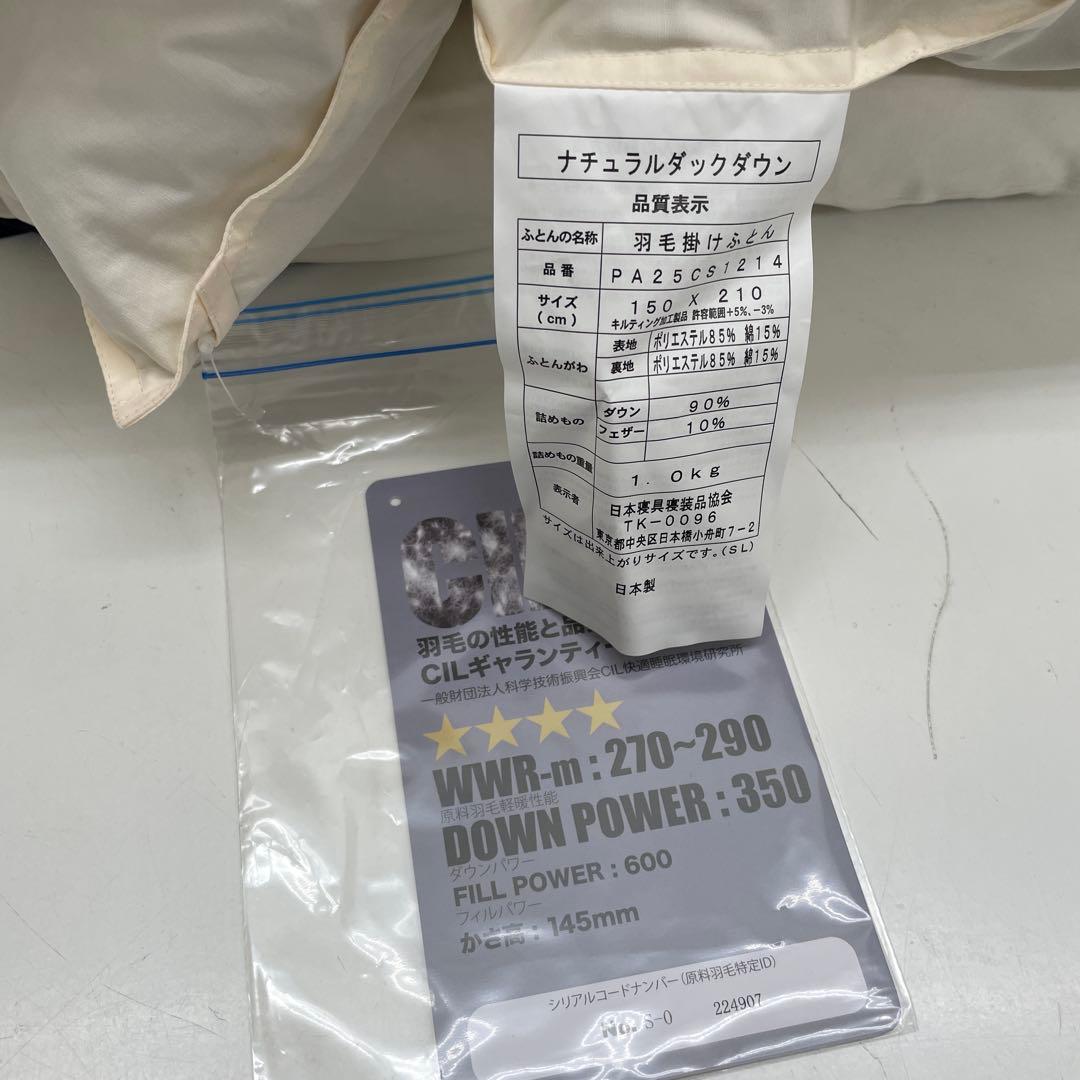 ナチュラルダックダウン
品質表示
ふとんの名称 羽毛掛けふとん
品番 PA25CS1214
サイズ(cm) 150 X 210
キルティング加工製品 許容範囲+5%、-3%
ふとんがわ 表地 ポリエステル85% 綿15%
裏地 ポリエステル85% 綿15%
詰めもの ダウン 90%
フェザー 10%
詰めもの重量 1.0kg
表示者 日本寝具寝装品協会
TK-0096
東京都中央区日本橋小舟町7-2
サイズは出来上がりサイズです。(SL)
日本製
CIL
羽毛の性能と品
CILギャランティー
一般財団法人科学技術振興会CIL快適睡眠環境研究所
WWR-m : 270~290
原料羽毛軽暖性能
DOWN POWER : 350
ダウンパワー
FILL POWER : 600
フィルパワー
かさ高 : 145mm
シリアルコードナンバー(原料羽毛特定ID)
No. S-0 224907